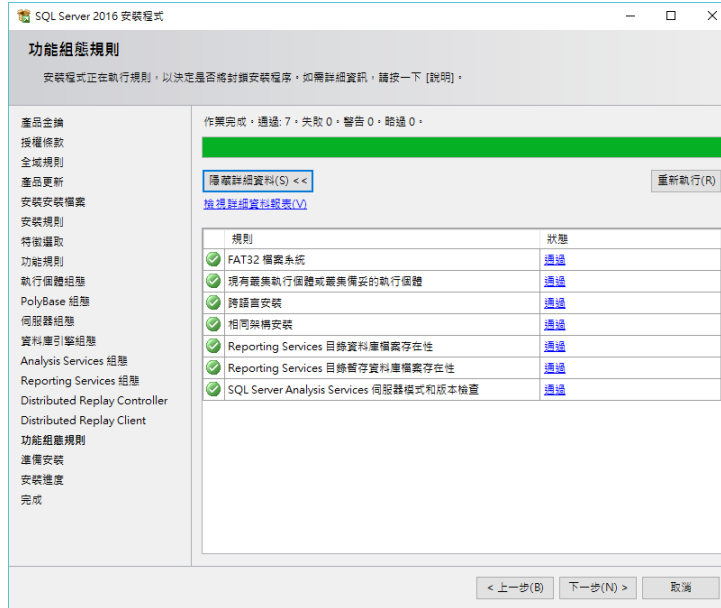 SQL Server 2016 安裝程式
功能組態規則
安裝程式正在執行規則，以決定是否將封鎖安裝程序。如需詳細資訊，請按一下 [說明]。
產品金鑰
授權條款
全域規則
產品更新
安裝安裝檔案
安裝規則
特徵選取
功能規則
執行個體組態
PolyBase 組態
伺服器組態
資料庫引擎組態
Analysis Services 組態
Reporting Services 組態
Distributed Replay Controller
Distributed Replay Client
功能組態規則
準備安裝
安裝進度
完成
作業完成。通過: 7。失敗 0。警告 0。略過 0。
隱藏詳細資料(S) <<
重新執行(R)
檢視詳細資料報表(V)
規則 狀態
FAT32 檔案系統 通過
現有叢集執行個體或叢集備妥的執行個體 通過
跨語言安裝 通過
相同架構安裝 通過
Reporting Services 目錄資料庫檔案存在性 通過
Reporting Services 目錄暫存資料庫檔案存在性 通過
SQL Server Analysis Services 伺服器模式和版本檢查 通過
< 上一步(B) 下一步(N) > 取消